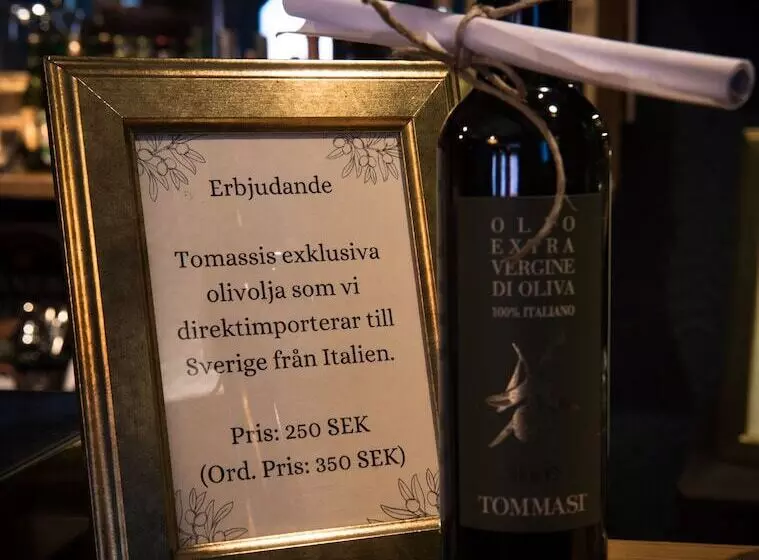 Erbjudande
Tomassis exklusiva
olivolja som vi
direktimporterar till
Sverige från Italien.
Pris: 250 SEK
(Ord. Pris: 350 SEK)
OLIO
EXTRA
VERGINE
DI OLIVA
100% ITALIANO
TOMMASI